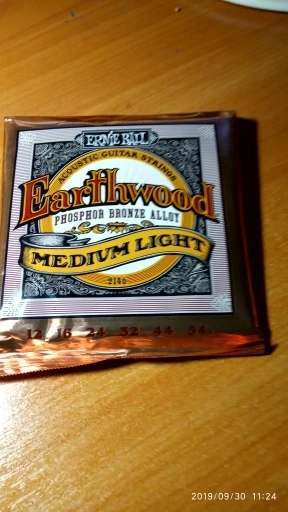 ERNIE BALL
ACOUSTIC GUITAR STRINGS
Earthwood
PHOSPHOR BRONZE ALLOY
MEDIUM LIGHT
2146
12 16 24 32 44 54
2019/09/30 11:24